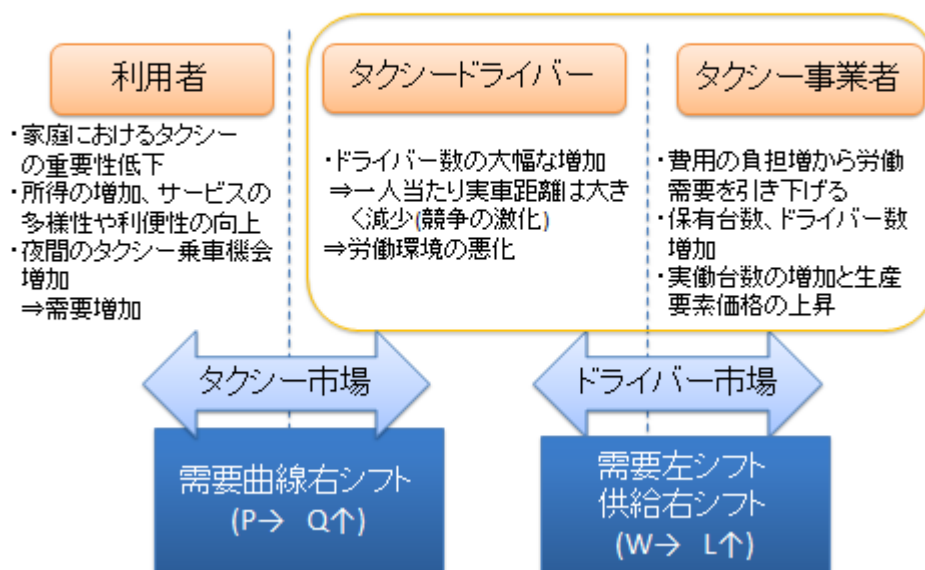 利用者
・家庭におけるタクシー
の重要性低下
・所得の増加、サービスの
多様性や利便性の向上
・夜間のタクシー乗車機会
増加
⇒需要増加
タクシードライバー
・ドライバー数の大幅な増加
⇒一人当たり実車距離は大き
く減少(競争の激化)
⇒労働環境の悪化
タクシー事業者
・費用の負担増から労働
需要を引き下げる
・保有台数、ドライバー数
増加
・実働台数の増加と生産
要素価格の上昇
タクシー市場
ドライバー市場
需要曲線右シフト
(P→ Q↑)
需要左シフト
供給右シフト
(W→ L↑)